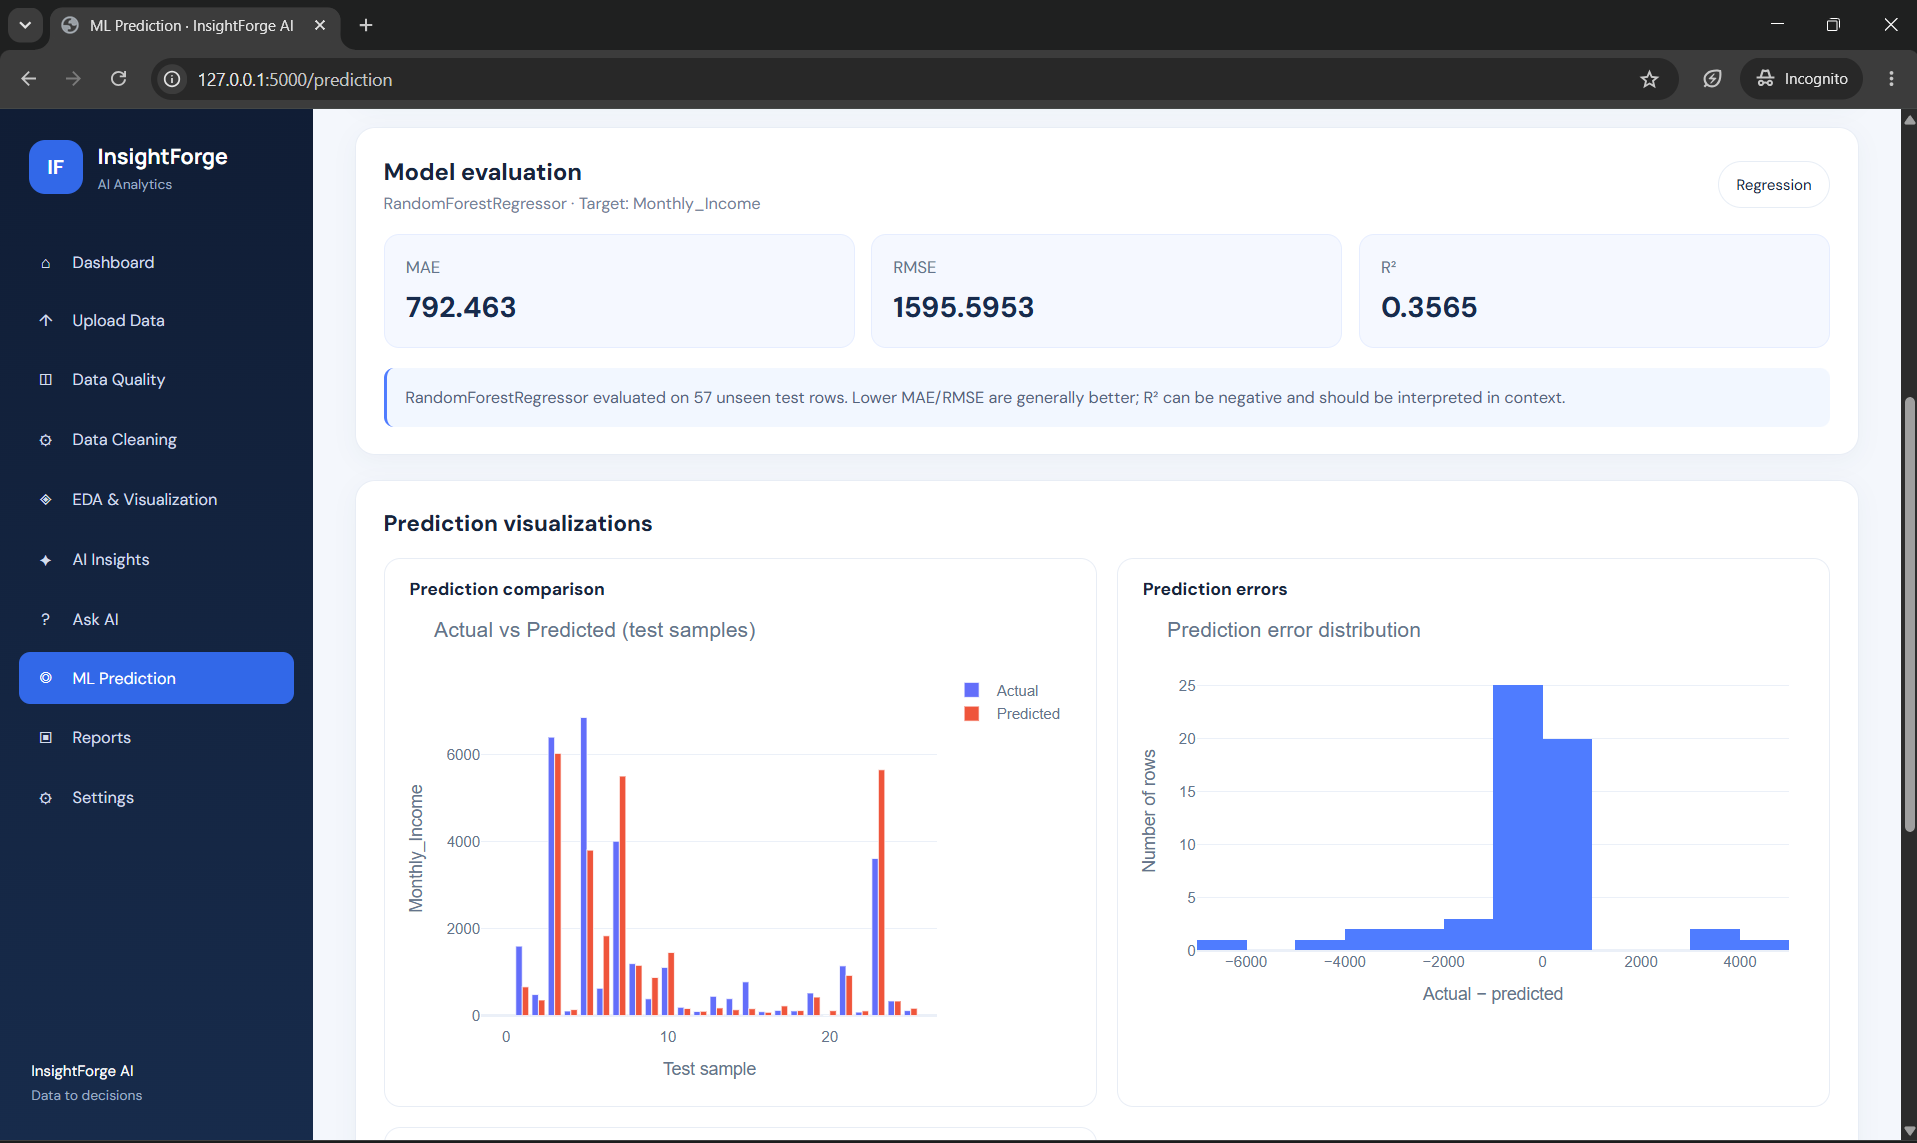 ML Prediction · InsightForge AI
127.0.0.1:5000/prediction
Incognito
IF
InsightForge
AI Analytics
Dashboard
Upload Data
Data Quality
Data Cleaning
EDA & Visualization
AI Insights
? Ask AI
ML Prediction
Reports
Settings
InsightForge AI
Data to decisions
Model evaluation
RandomForestRegressor · Target: Monthly_Income
Regression
MAE
792.463
RMSE
1595.5953
R²
0.3565
RandomForestRegressor evaluated on 57 unseen test rows. Lower MAE/RMSE are generally better; R² can be negative and should be interpreted in context.
Prediction visualizations
Prediction comparison
Actual vs Predicted (test samples)
Actual
Predicted
6000
4000
2000
0
Monthly_Income
0 10 20
Test sample
Prediction errors
Prediction error distribution
25
20
15
10
5
0
Number of rows
−6000 −4000 −2000 0 2000 4000
Actual − predicted